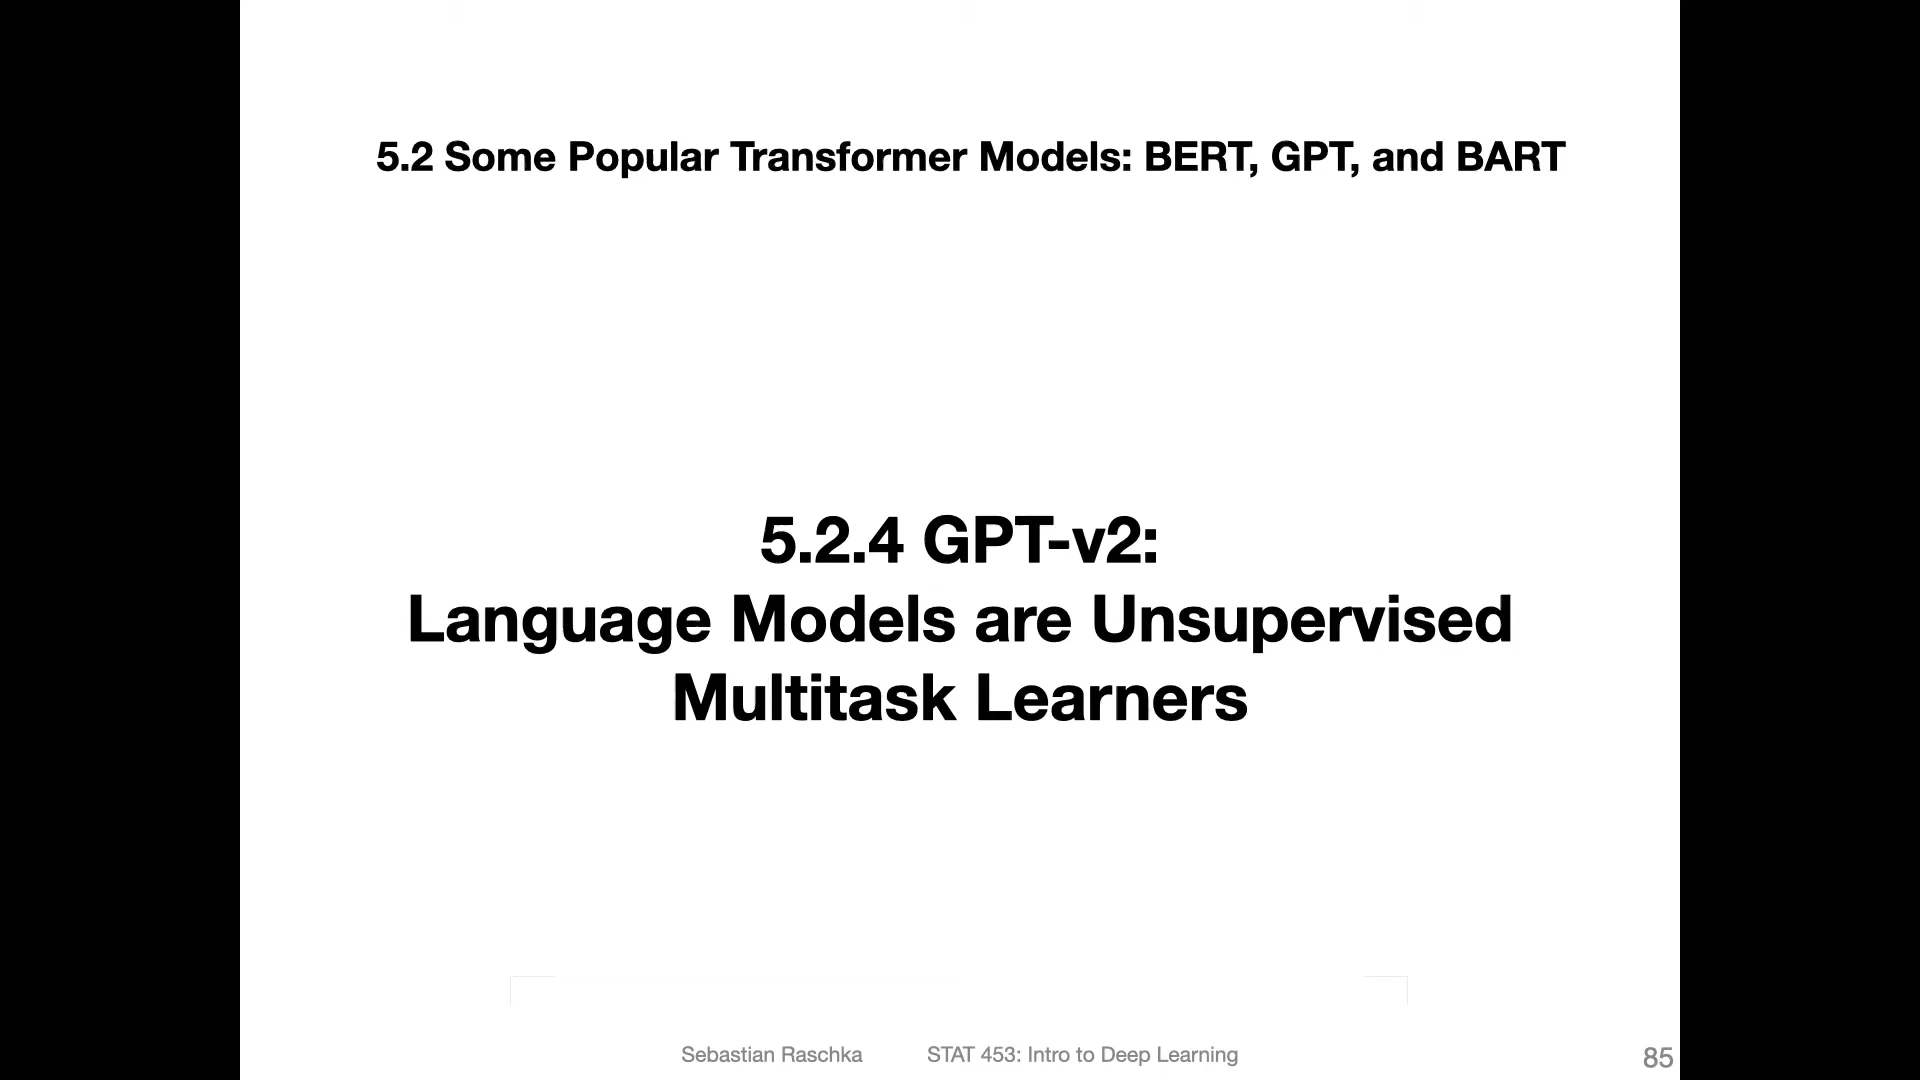 5.2 Some Popular Transformer Models: BERT, GPT, and BART
5.2.4 GPT-v2:
Language Models are Unsupervised
Multitask Learners
Sebastian Raschka STAT 453: Intro to Deep Learning 85